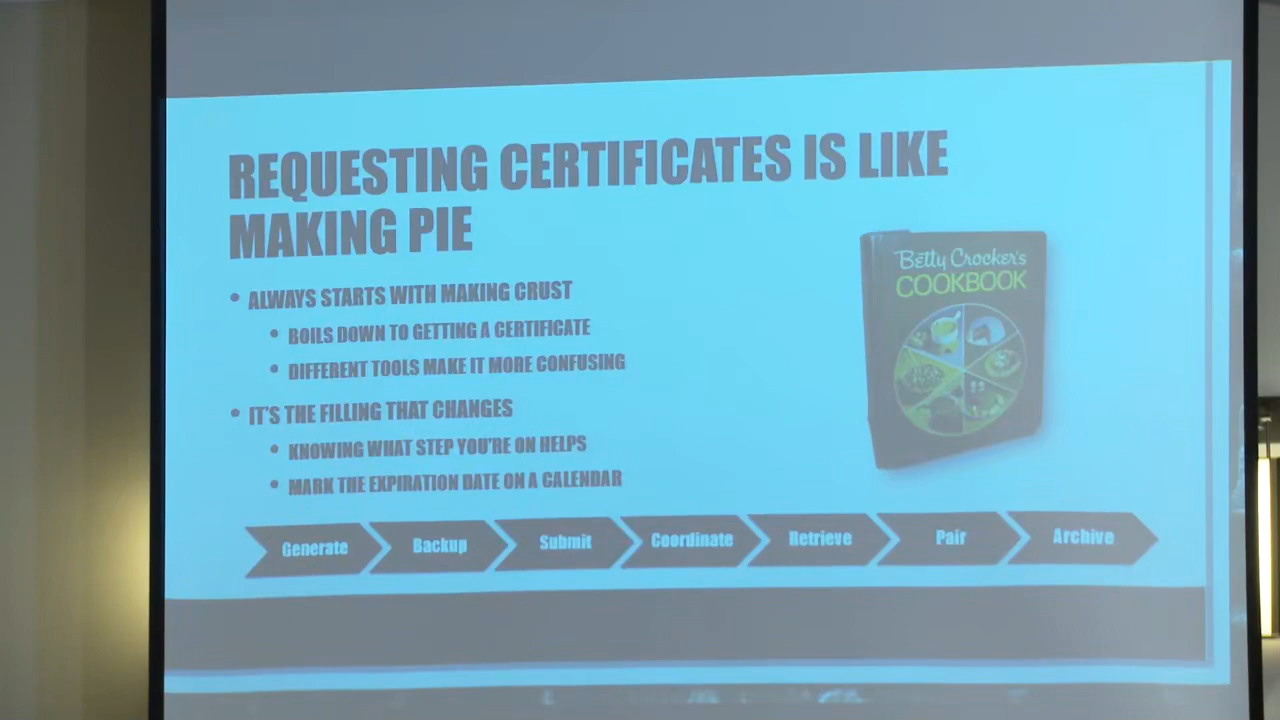 REQUESTING CERTIFICATES IS LIKE
MAKING PIE
• ALWAYS STARTS WITH MAKING CRUST
• BOILS DOWN TO GETTING A CERTIFICATE
• DIFFERENT TOOLS MAKE IT MORE CONFUSING
• IT'S THE FILLING THAT CHANGES
• KNOWING WHAT STEP YOU'RE ON HELPS
• MARK THE EXPIRATION DATE ON A CALENDAR
Betty Crocker's
COOKBOOK
Generate Backup Submit Coordinate Retrieve Pair Archive